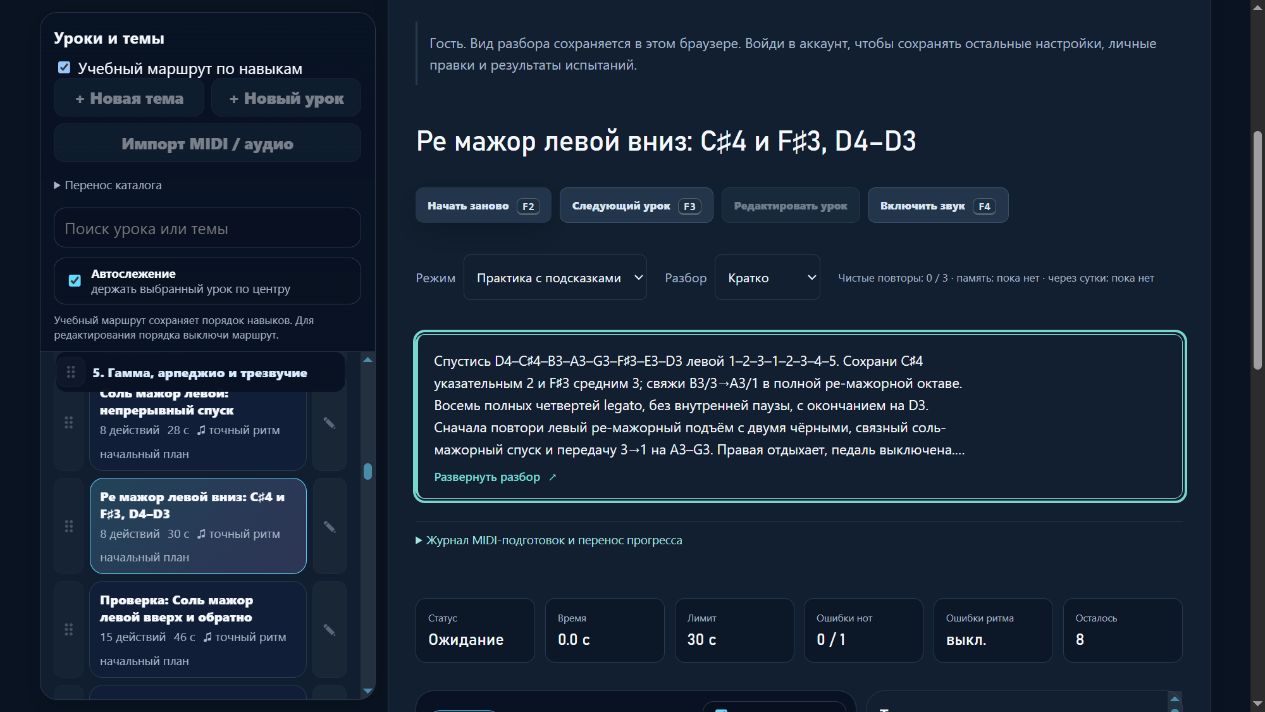 Уроки и темы
Учебный маршрут по навыкам
+ Новая тема
+ Новый урок
Импорт MIDI / аудио
Перенос каталога
Поиск урока или темы
Автослежение
держать выбранный урок по центру
Учебный маршрут сохраняет порядок навыков. Для
редактирования порядка выключи маршрут.
5. Гамма, арпеджио и трезвучие
Соль мажор левой:
непрерывный спуск
8 действий 28 с ♫ точный ритм
начальный план
Ре мажор левой вниз: C♯4 и
F♯3, D4–D3
8 действий 30 с ♫ точный ритм
начальный план
Проверка: Соль мажор
левой вверх и обратно
15 действий 46 с ♫ точный ритм
начальный план
Гость. Вид разбора сохраняется в этом браузере. Войди в аккаунт, чтобы сохранять остальные настройки, личные
правки и результаты испытаний.
Ре мажор левой вниз: C♯4 и F♯3, D4–D3
Начать заново F2
Следующий урок F3
Редактировать урок
Включить звук F4
Режим
Практика с подсказками
Разбор
Кратко
Чистые повторы: 0 / 3 · память: пока нет · через сутки: пока нет
Спустись D4–C♯4–B3–A3–G3–F♯3–E3–D3 левой 1–2–3–1–2–3–4–5. Сохрани C♯4
указательным 2 и F♯3 средним 3; свяжи B3/3→A3/1 в полной ре-мажорной октаве.
Восемь полных четвертей legato, без внутренней паузы, с окончанием на D3.
Сначала повтори левый ре-мажорный подъём с двумя чёрными, связный соль-
мажорный спуск и передачу 3→1 на A3–G3. Правая отдыхает, педаль выключена....
Развернуть разбор ↗
Журнал MIDI-подготовок и перенос прогресса
Статус
Ожидание
Время
0.0 с
Лимит
30 с
Ошибки нот
0 / 1
Ошибки ритма
выкл.
Осталось
8